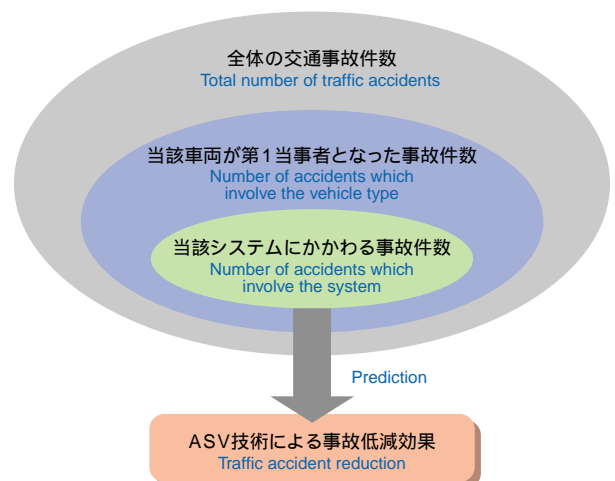 全体の交通事故件数
Total number of traffic accidents
当該車両が第1当事者となった事故件数
Number of accidents which
involve the vehicle type
当該システムにかかわる事故件数
Number of accidents which
involve the system
Prediction
ASV技術による事故低減効果
Traffic accident reduction